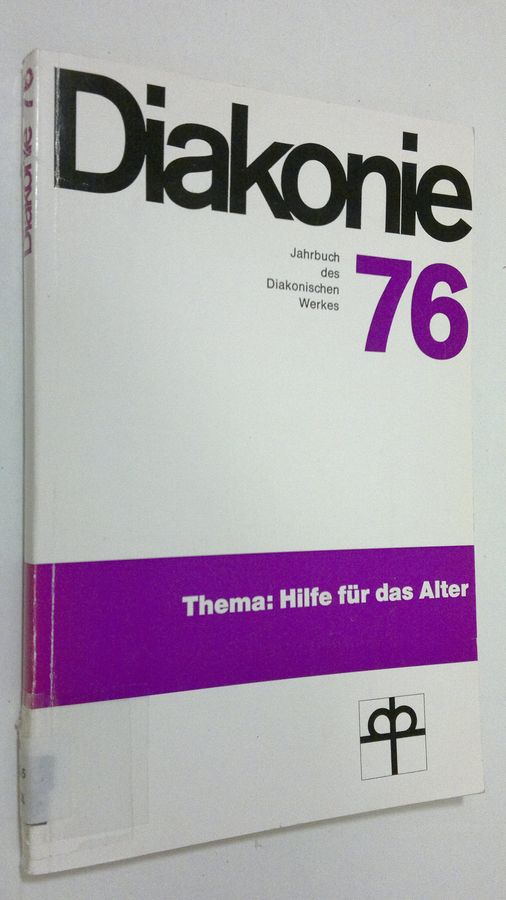 Diakonie
Jahrbuch
des
Diakonischen
Werkes
76
Thema: Hilfe für das Alter
Diakonie 76